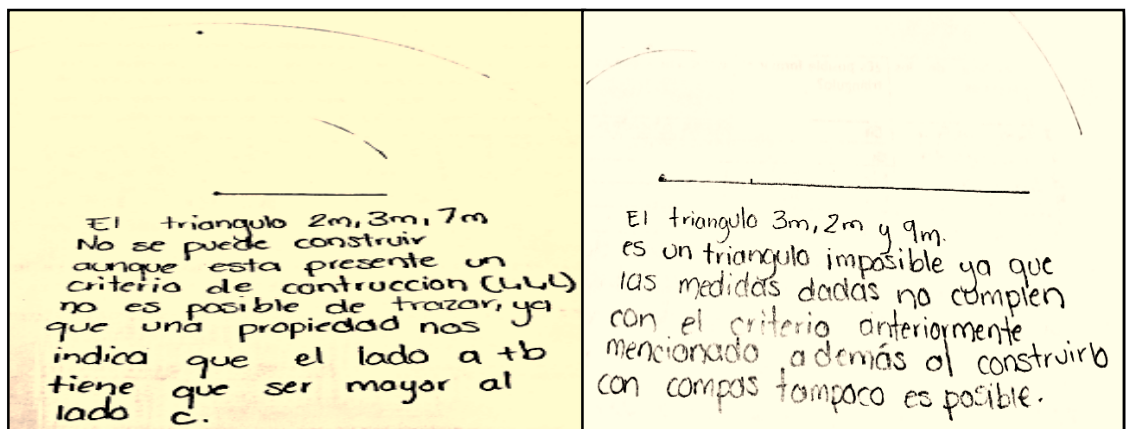 El triangulo 2m, 3m, 7m
No se puede construir
aunque esta presente un
criterio de contruccion (LLL)
no es posible de trazar, ya
que una propiedad nos
indica que el lado a +b
tiene que ser mayor al
lado c.
El triangulo 3m, 2m y 9m.
es un triangulo imposible ya que
las medidas dadas no complen
con el criterio anteriormente
mencionado además al construirlo
con compas tampoco es posible.